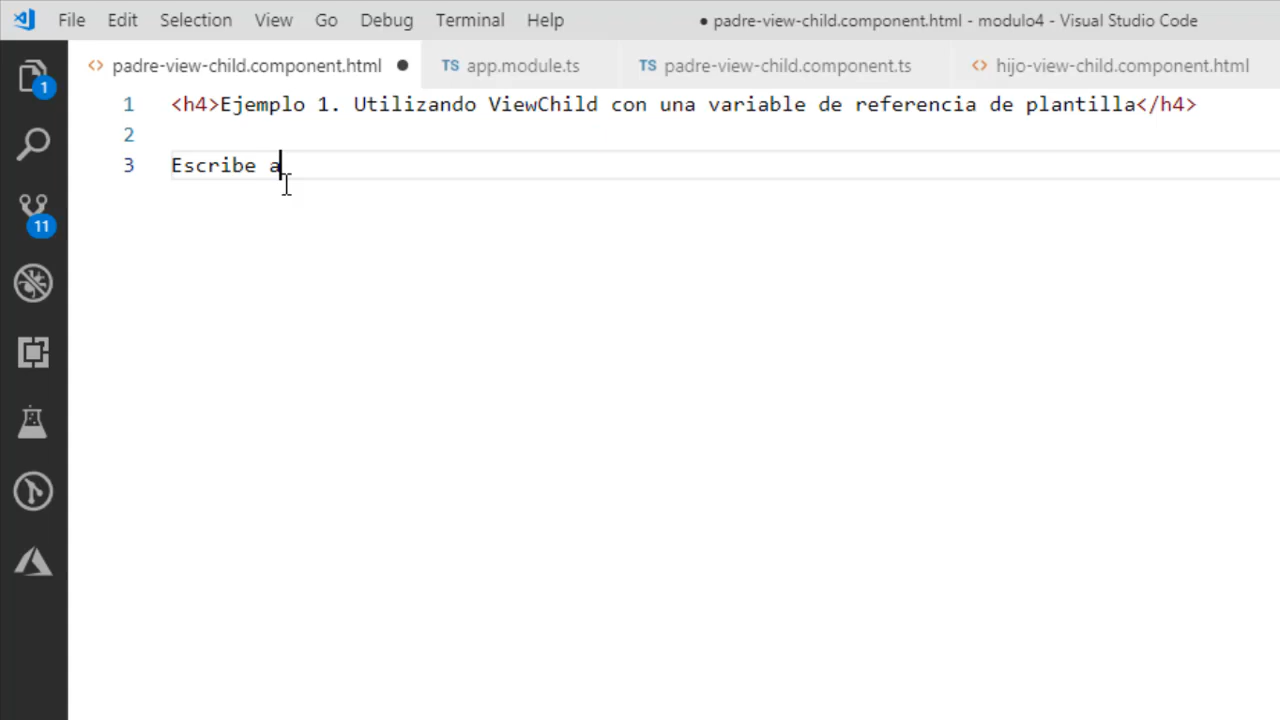 File Edit Selection View Go Debug Terminal Help ● padre-view-child.component.html - modulo4 - Visual Studio Code
<> padre-view-child.component.html ● TS app.module.ts TS padre-view-child.component.ts <> hijo-view-child.component.html
1 <h4>Ejemplo 1. Utilizando ViewChild con una variable de referencia de plantilla</h4>
2
3 Escribe a
1
11